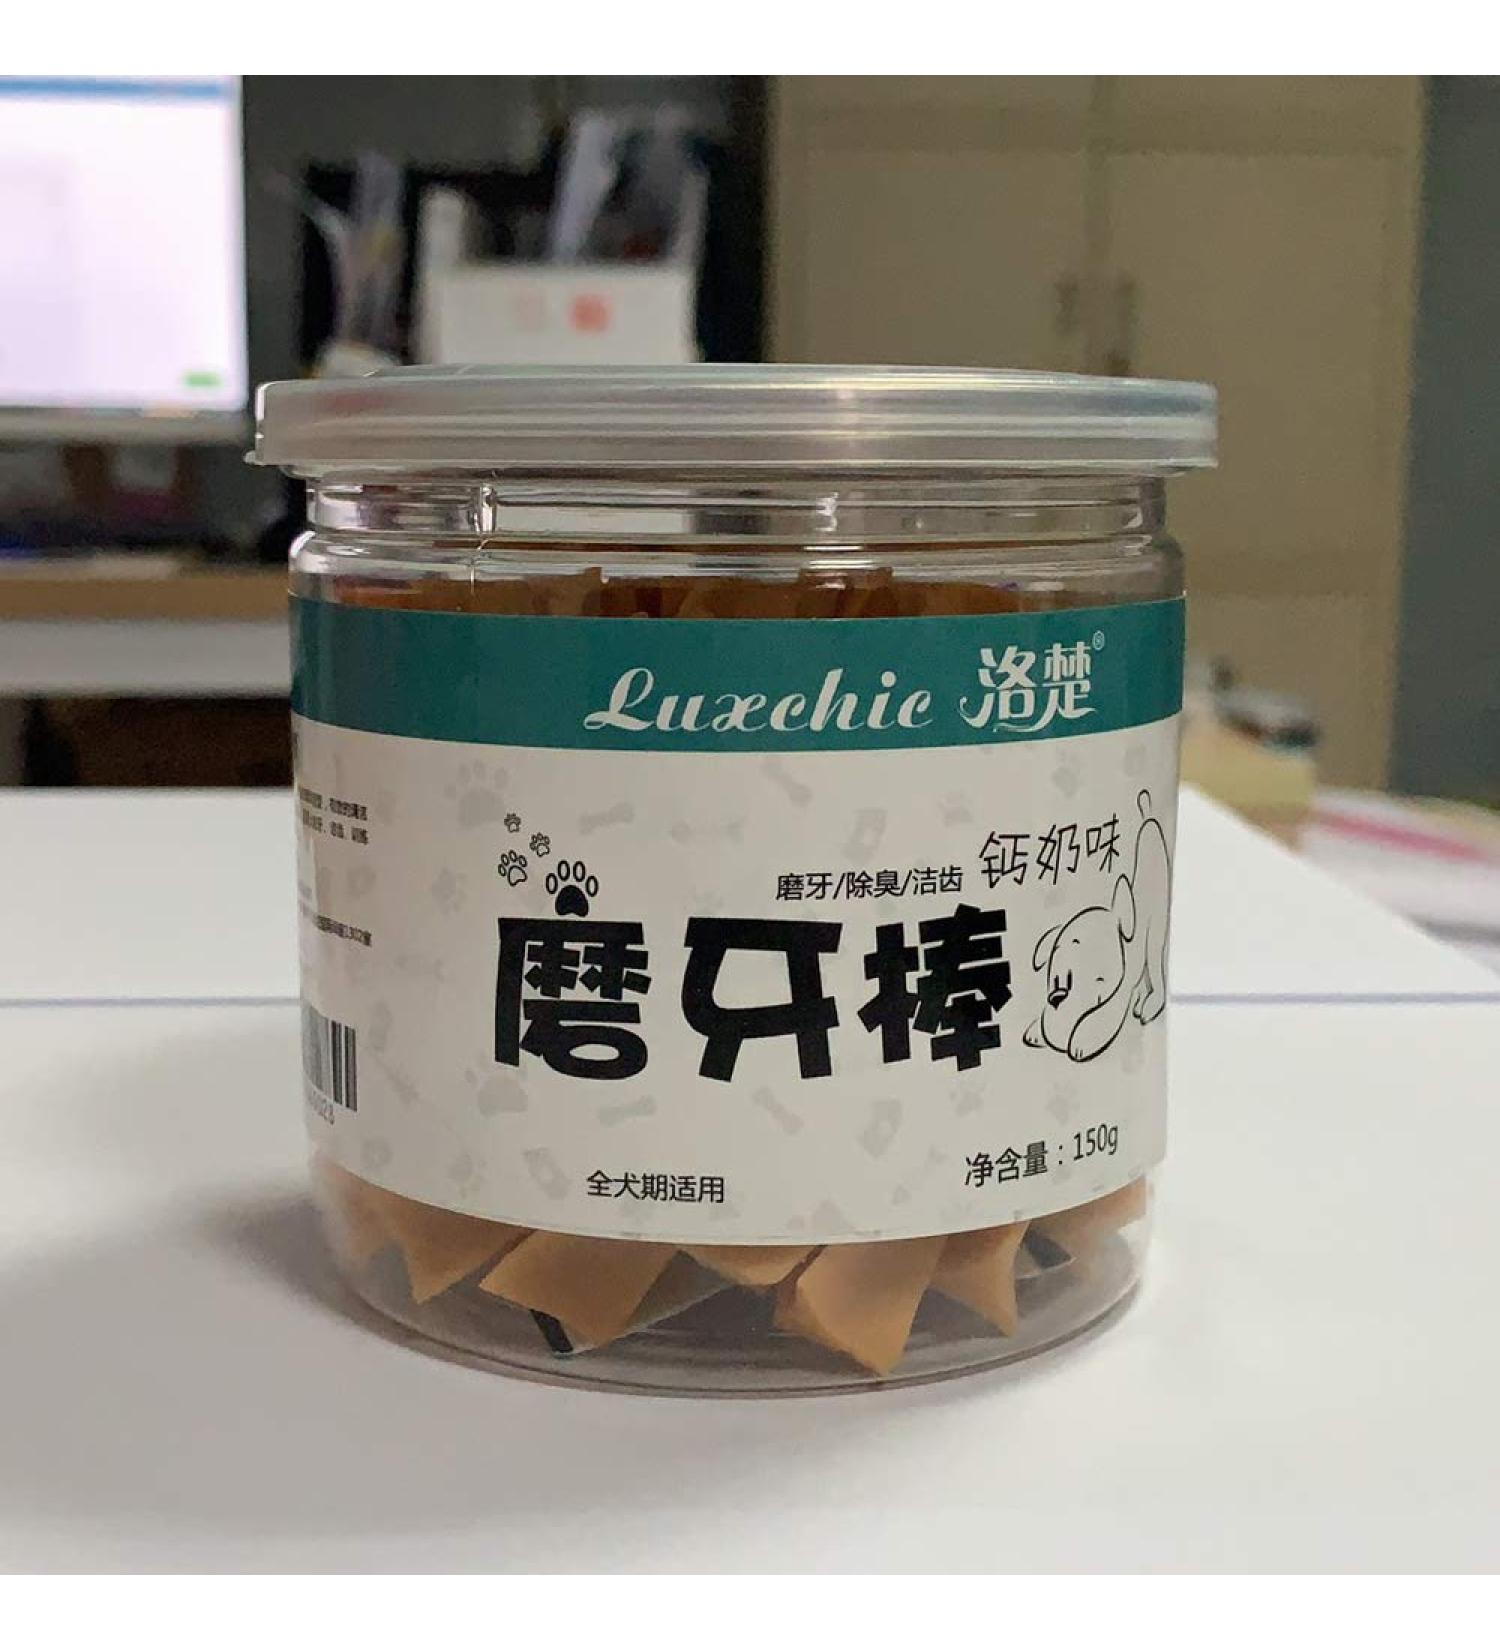 Luxchic 洛楚®
钙奶味
磨牙/除臭/洁齿
磨牙棒
净含量：150g
全犬期适用